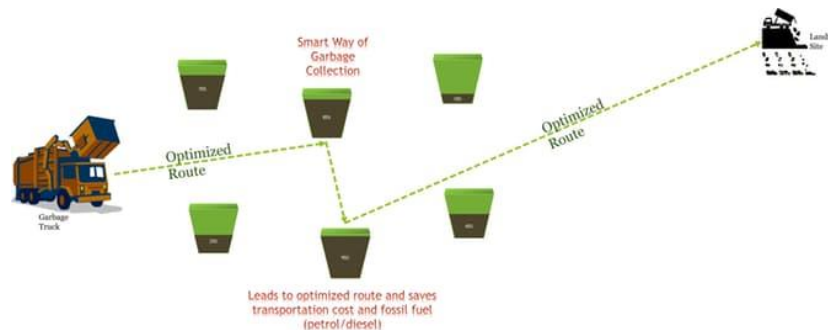 Smart Way of
Garbage
Collection
Land
Site
Optimized
Route
Optimized
Route
Garbage
Truck
Leads to optimized route and saves
transportation cost and fossil fuel
(petrol/diesel)